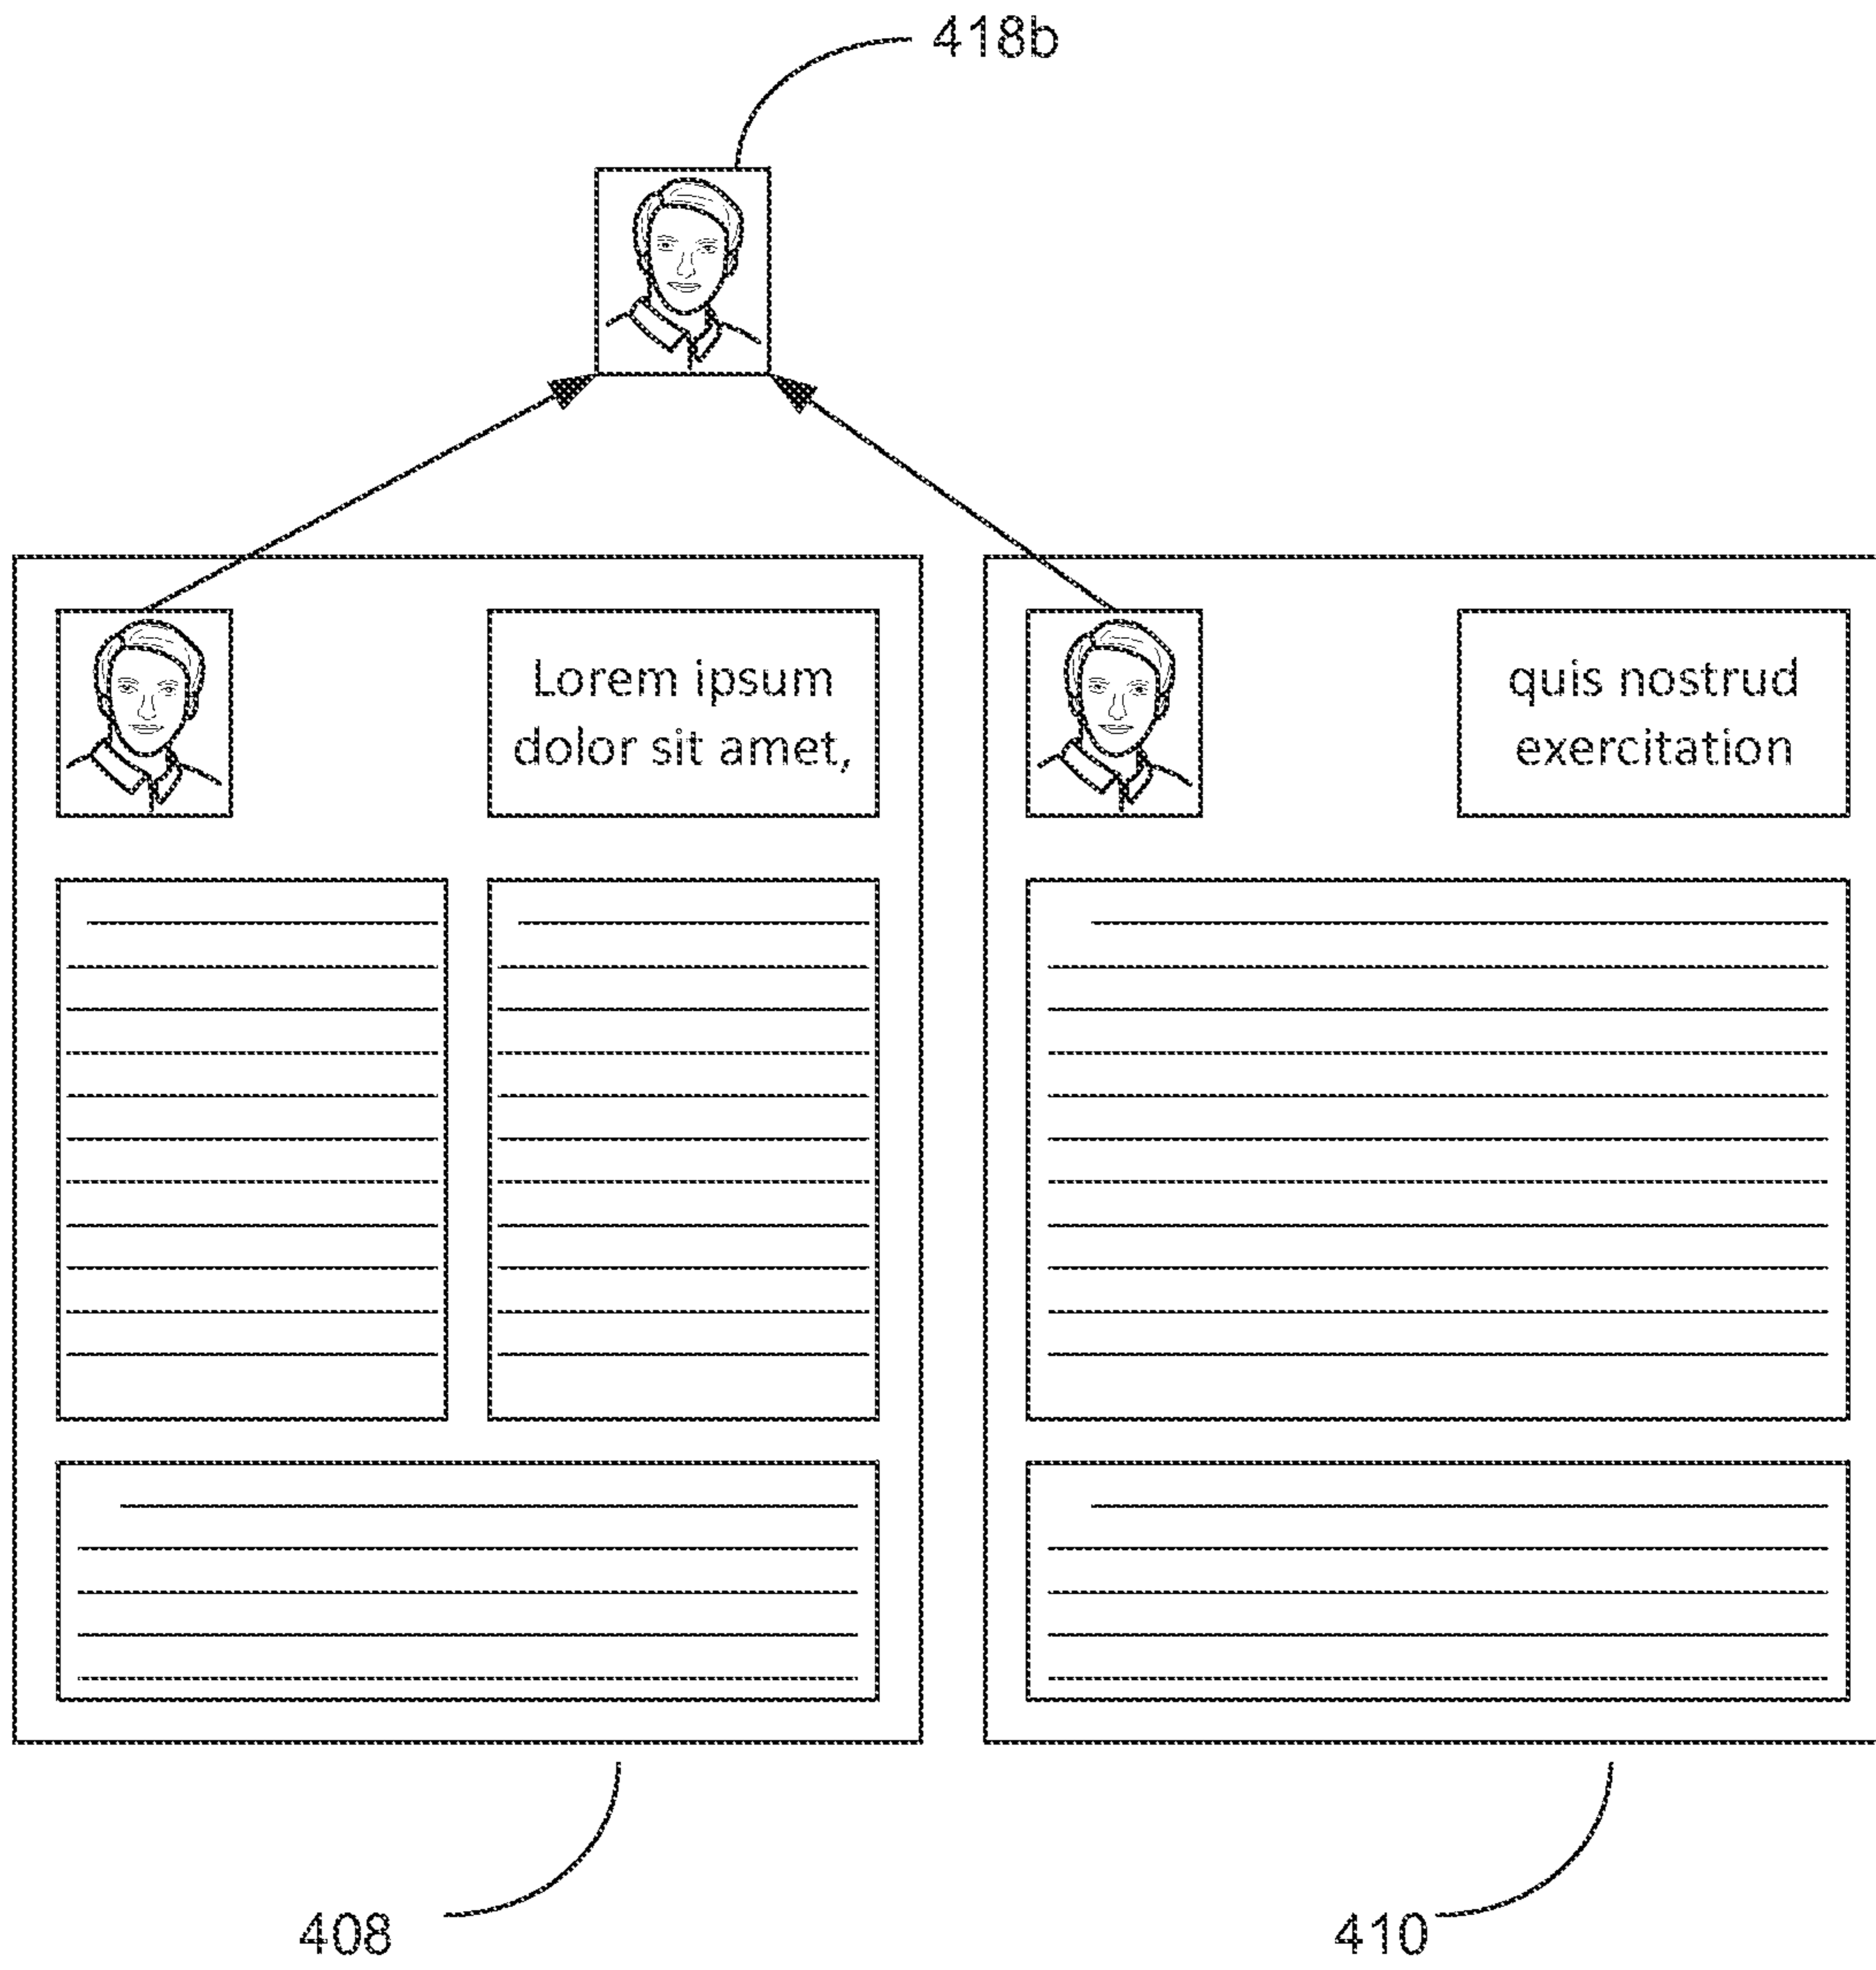 418b
Lorem ipsum
dolor sit amet,
quis nostrud
exercitation
408
410